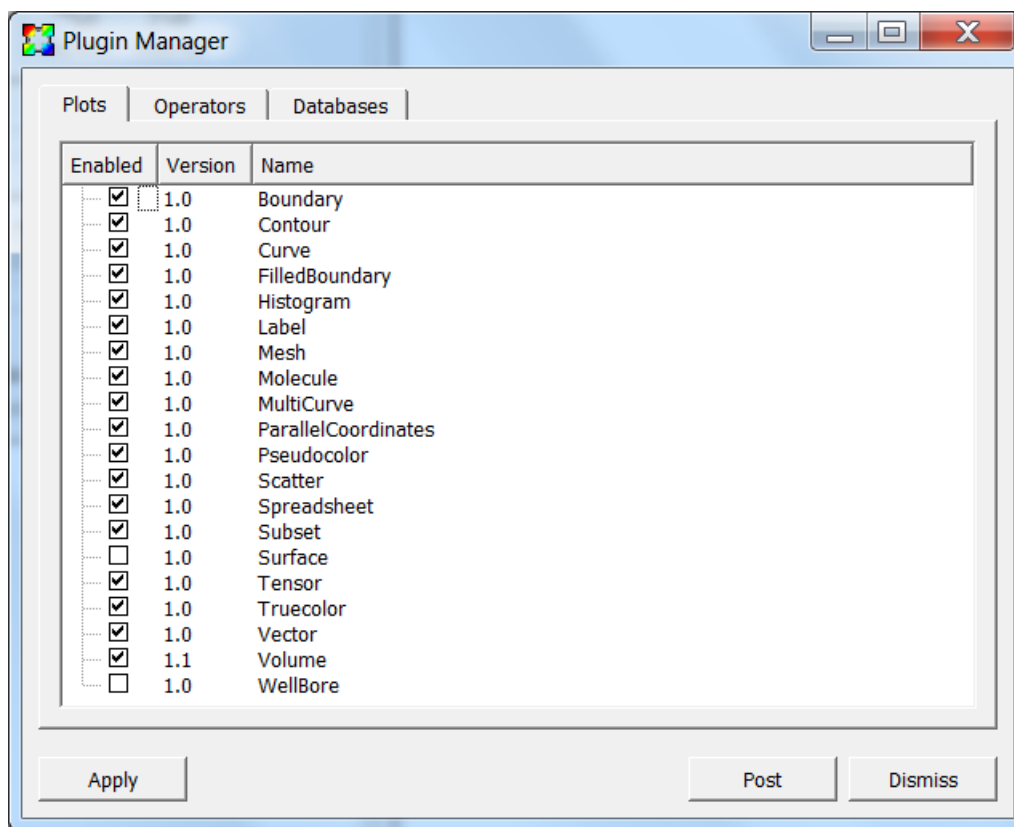 Plugin Manager
Plots Operators Databases
Enabled Version Name
1.0 Boundary
1.0 Contour
1.0 Curve
1.0 FilledBoundary
1.0 Histogram
1.0 Label
1.0 Mesh
1.0 Molecule
1.0 MultiCurve
1.0 ParallelCoordinates
1.0 Pseudocolor
1.0 Scatter
1.0 Spreadsheet
1.0 Subset
1.0 Surface
1.0 Tensor
1.0 Truecolor
1.0 Vector
1.1 Volume
1.0 WellBore
Apply Post Dismiss